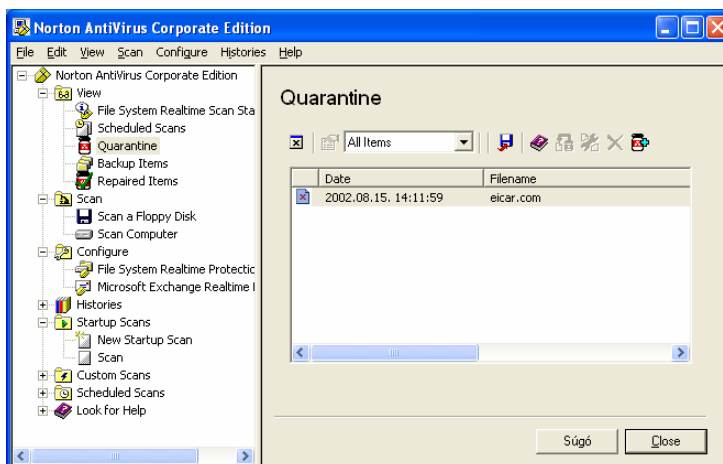 Norton AntiVirus Corporate Edition
File Edit View Scan Configure Histories Help
Norton AntiVirus Corporate Edition
View
File System Realtime Scan Sta
Scheduled Scans
Quarantine
Backup Items
Repaired Items
Scan
Scan a Floppy Disk
Scan Computer
Configure
File System Realtime Protectic
Microsoft Exchange Realtime I
Histories
Startup Scans
New Startup Scan
Scan
Custom Scans
Scheduled Scans
Look for Help
Quarantine
All Items
Date Filename
2002.08.15. 14:11:59 eicar.com
Súgó Close